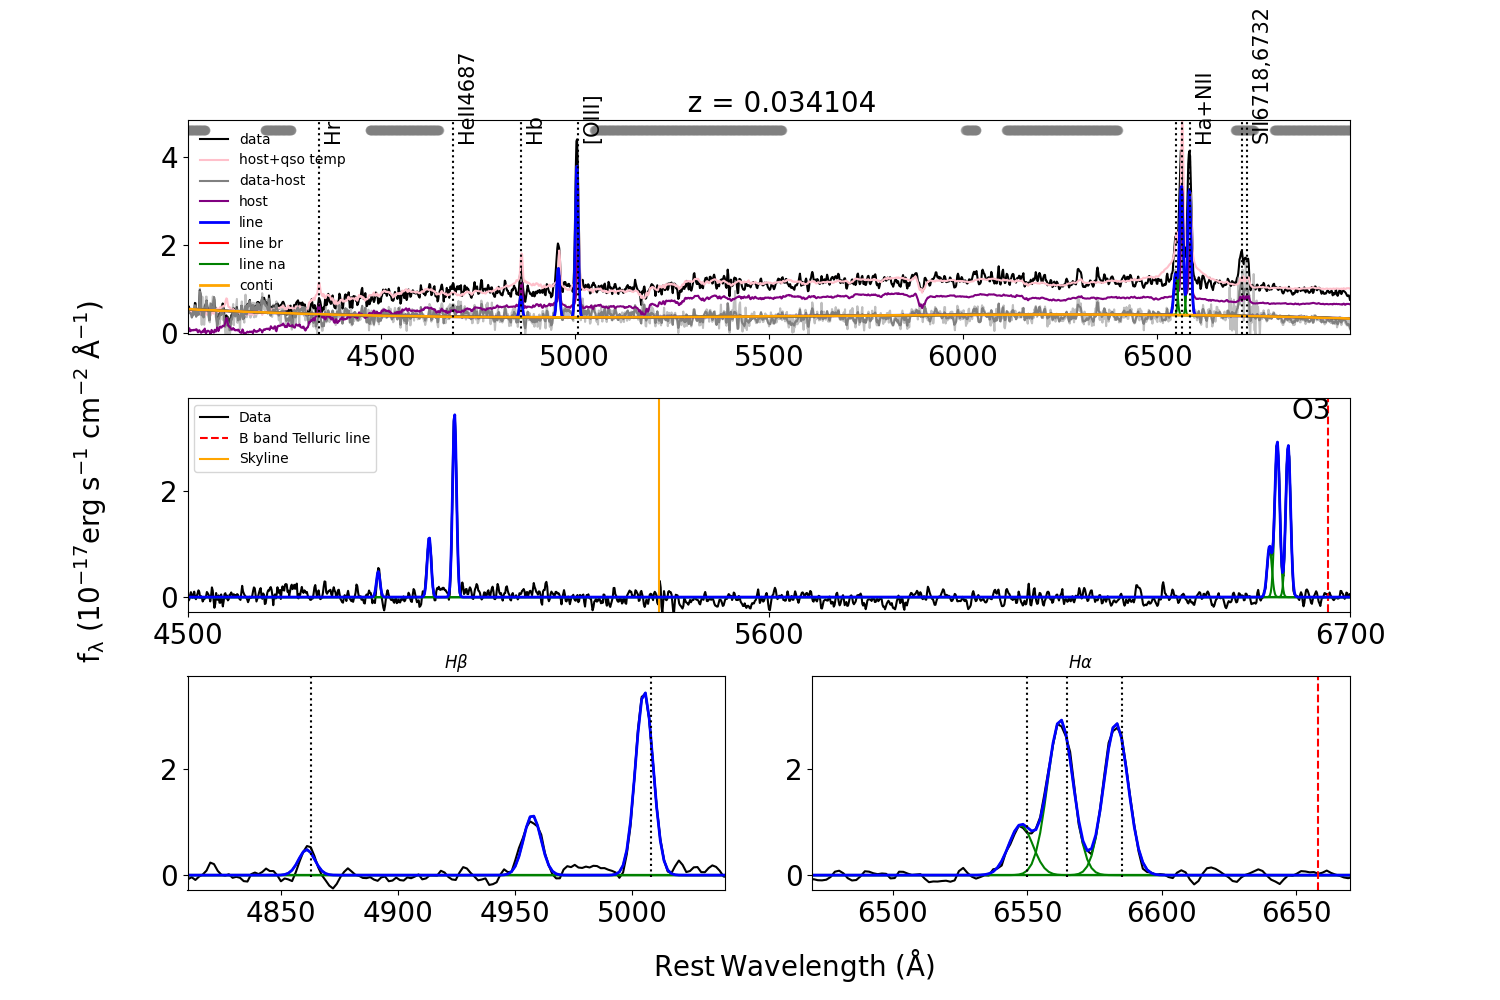 z = 0.034104
Hr
HeII4687
Hb
[OIII]
Ha+NII
SII6718,6732
data
host+qso temp
data-host
host
line
line br
line na
conti
4
2
0
4500
5000
5500
6000
6500
fλ (10⁻¹⁷erg s⁻¹ cm⁻² Å⁻¹)
Data
B band Telluric line
Skyline
O3
2
0
4500
5600
6700
Hβ
2
0
4850
4900
4950
5000
Hα
2
0
6500
6550
6600
6650
Rest Wavelength (Å)